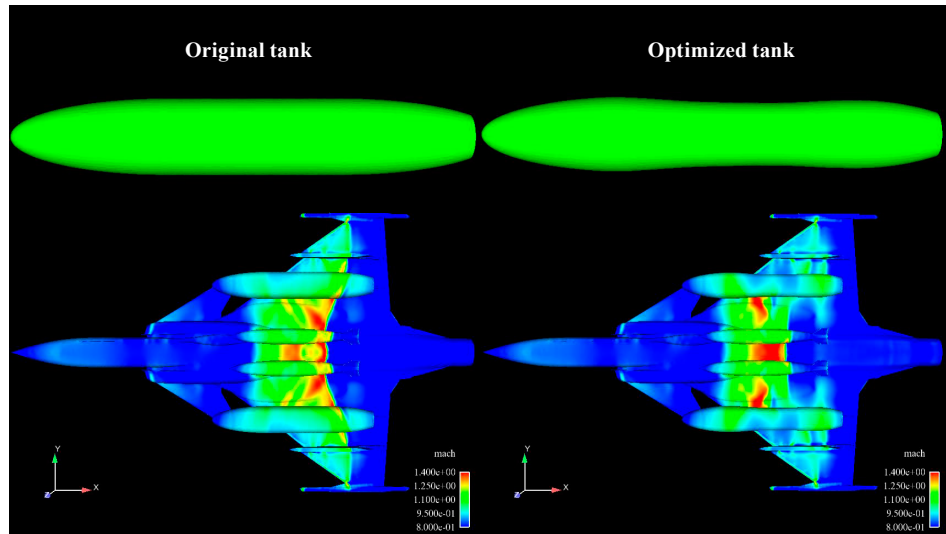 Original tank
Optimized tank
Y
X
Z
mach
1.400e+00
1.250e+00
1.100e+00
9.500e-01
8.000e-01
Y
X
Z
mach
1.400e+00
1.250e+00
1.100e+00
9.500e-01
8.000e-01